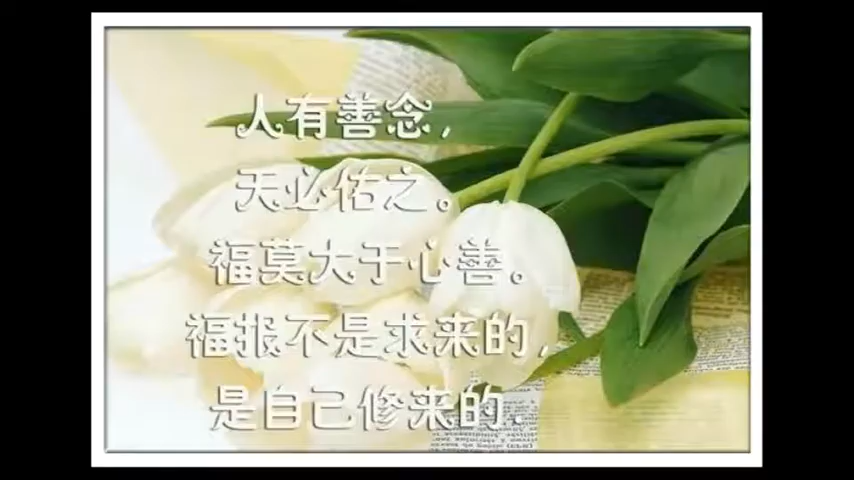 人有善念，
天必佑之。
福莫大于心善。
福报不是求来的，
是自己修来的.